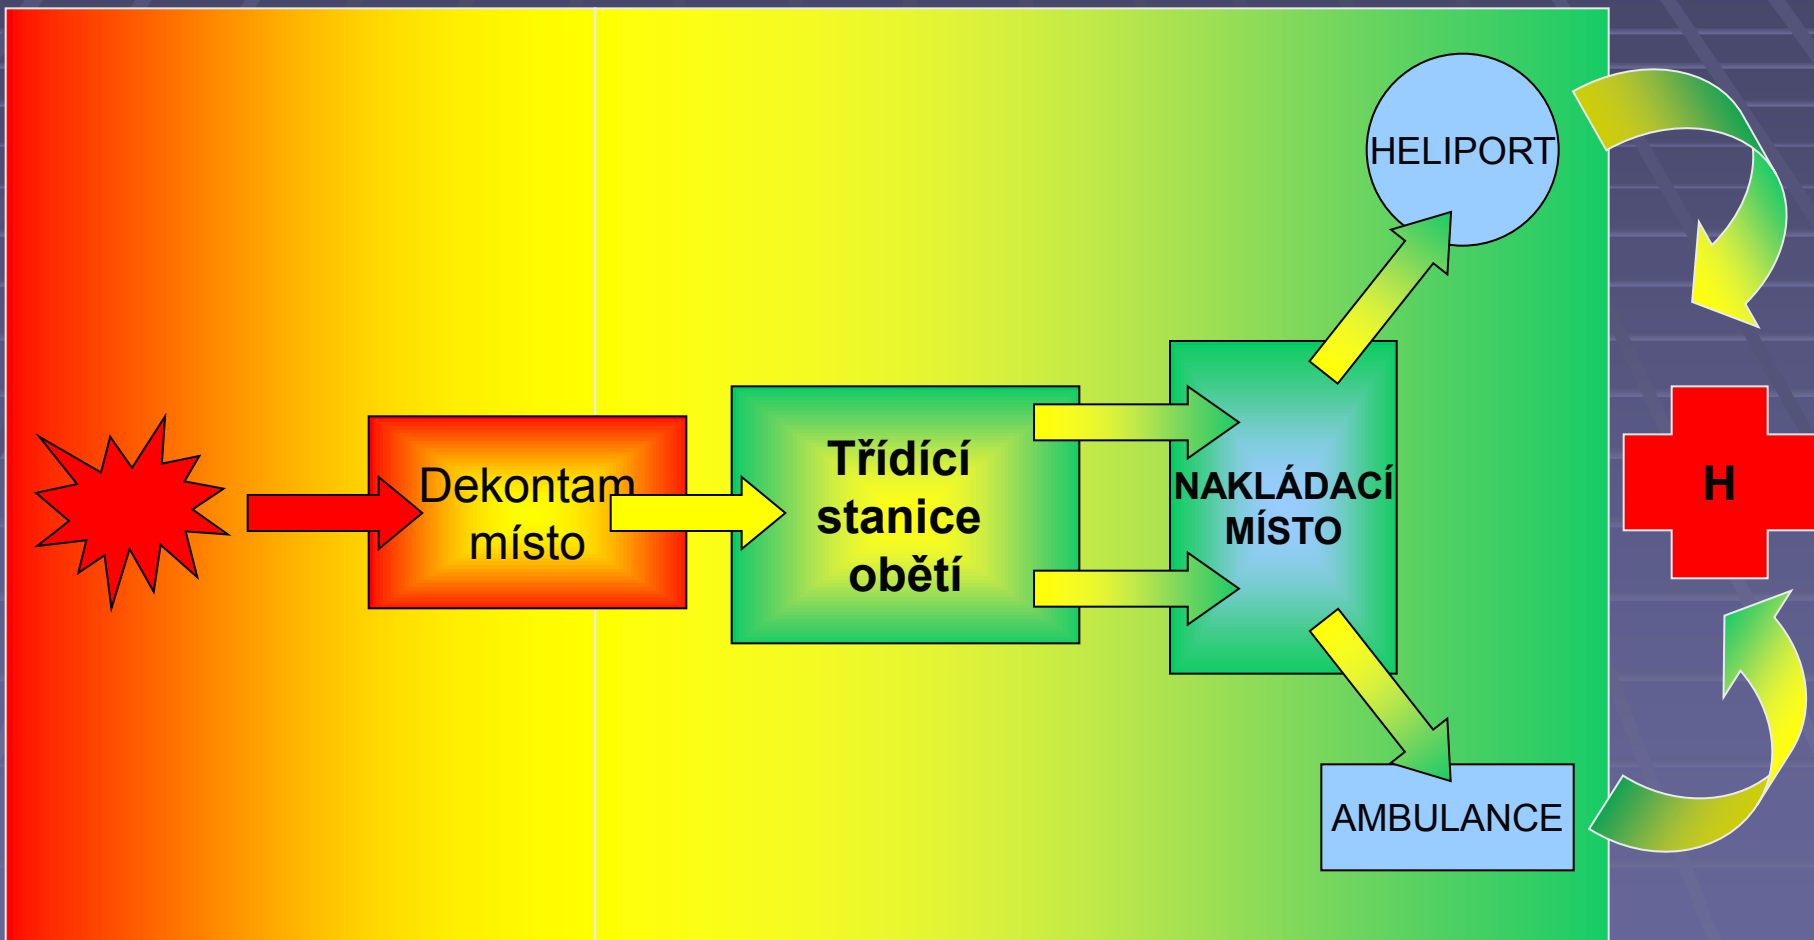 HELIPORT
Dekontam
místo
Třídící
stanice
obětí
NAKLÁDACÍ
MÍSTO
H
AMBULANCE